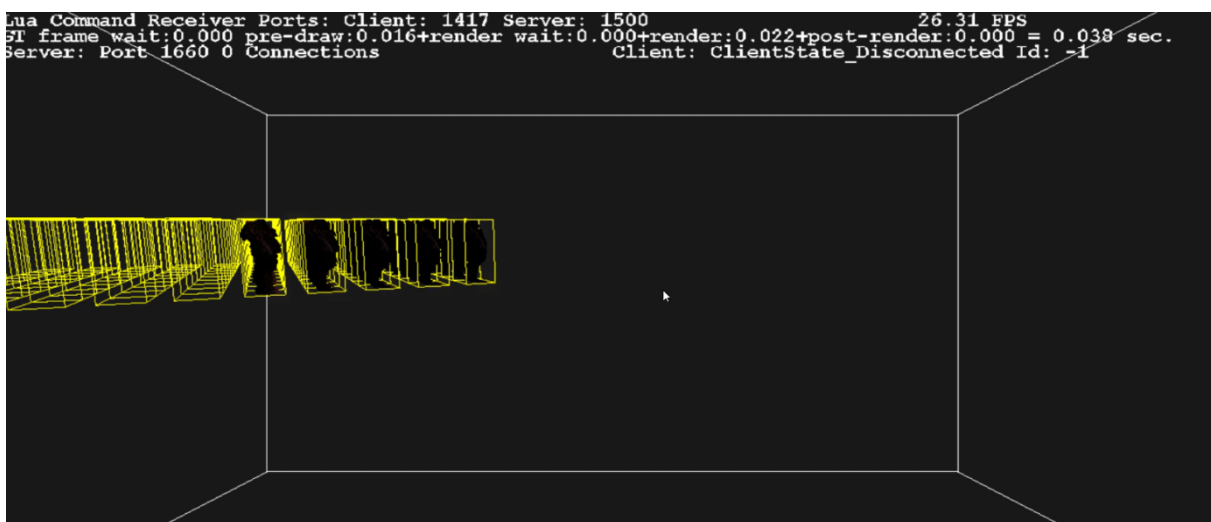 Lua Command Receiver Ports: Client: 1417 Server: 1500 26.31 FPS
GT frame wait:0.000 pre-draw:0.016+render wait:0.000+render:0.022+post-render:0.000 = 0.038 sec.
Server: Port 1660 0 Connections Client: ClientState_Disconnected Id: -1